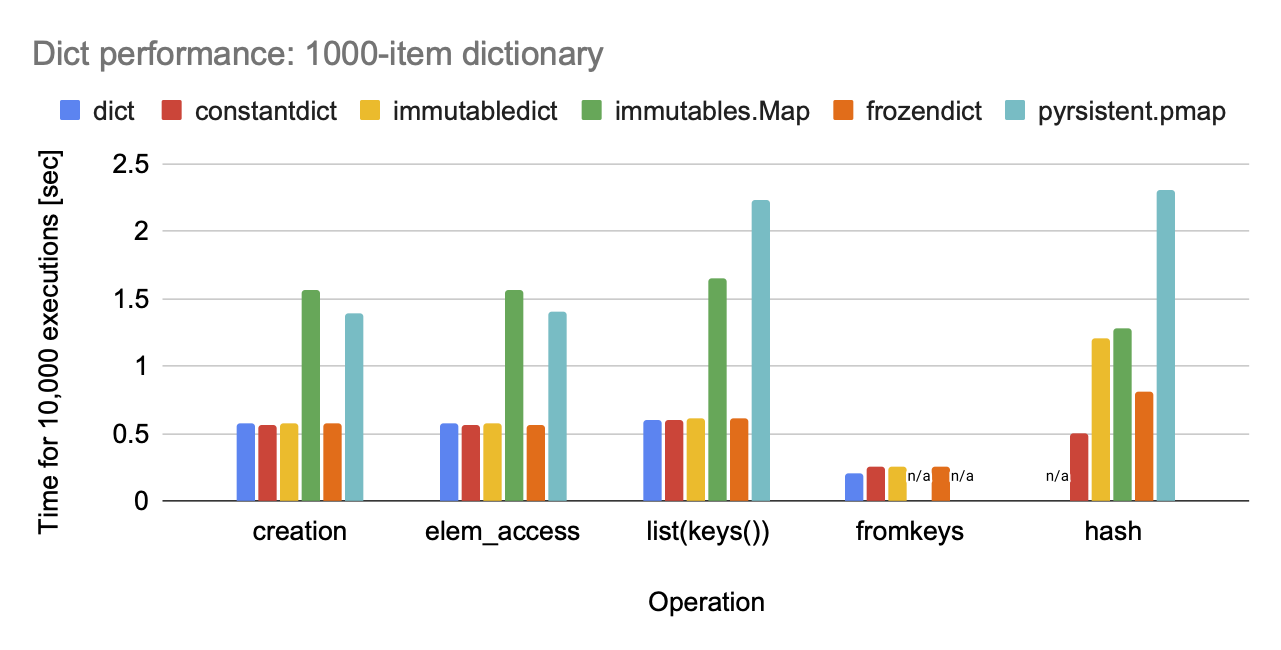 Dict performance: 1000-item dictionary
dict constantdict immutabledict immutables.Map frozendict pyrsistent.pmap
Time for 10,000 executions [sec]
2.5
2
1.5
1
0.5
0
n/a n/a n/a
creation elem_access list(keys()) fromkeys hash
Operation